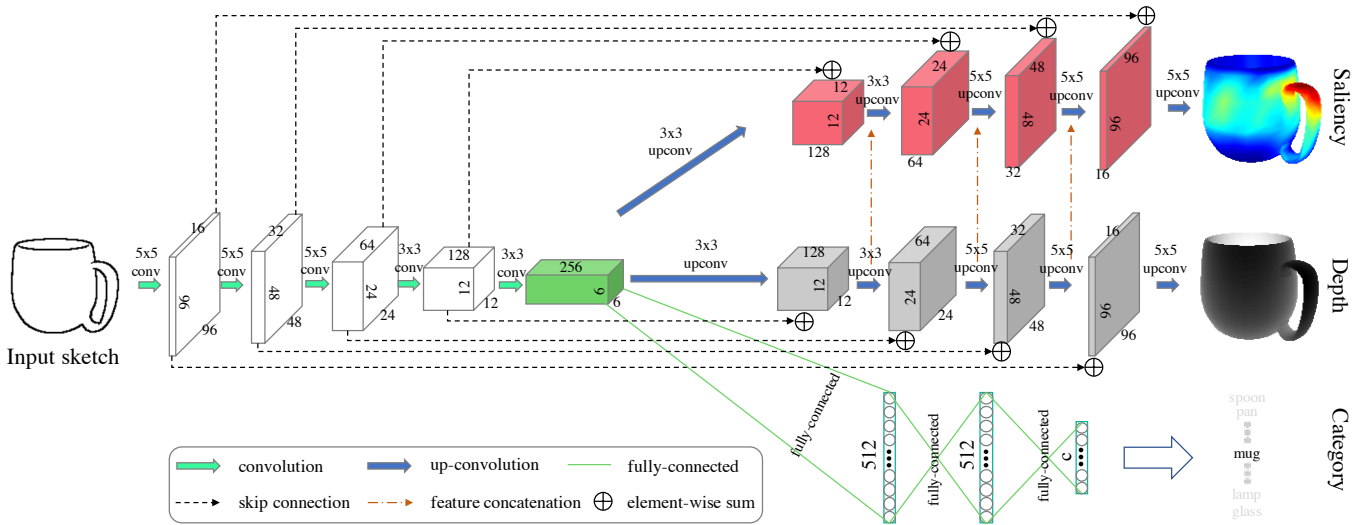 12
24
48
96
3x3
upconv
5x5
upconv
5x5
upconv
5x5
upconv
12
24
48
96
128
64
32
16
Saliency
3x3
upconv
16
32
64
128
256
5x5
conv
5x5
conv
5x5
conv
3x3
conv
3x3
conv
96
48
24
12
6
96
48
24
12
6
Input sketch
3x3
upconv
128
64
32
16
3x3
upconv
5x5
upconv
5x5
upconv
5x5
upconv
12
24
48
96
12
24
48
96
Depth
fully-connected
512
fully-connected
512
fully-connected
c
spoon
pan
mug
lamp
glass
Category
convolution
up-convolution
fully-connected
skip connection
feature concatenation
element-wise sum